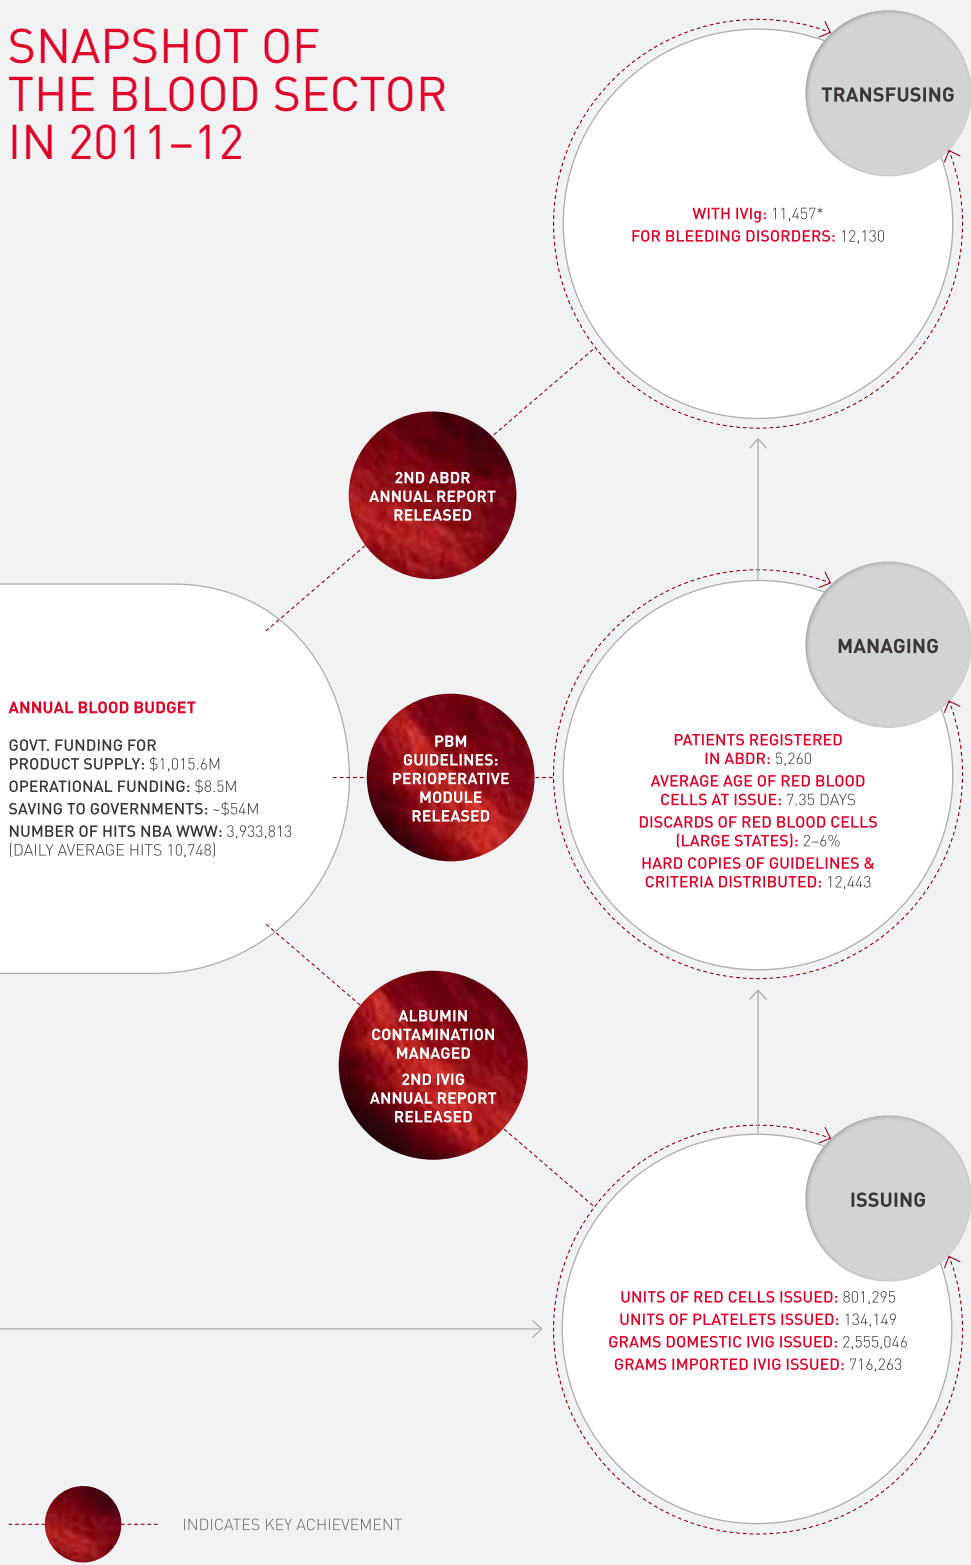 SNAPSHOT OF
THE BLOOD SECTOR
IN 2011–12
TRANSFUSING
WITH IVIg: 11,457*
FOR BLEEDING DISORDERS: 12,130
2ND ABDR
ANNUAL REPORT
RELEASED
MANAGING
ANNUAL BLOOD BUDGET
GOVT. FUNDING FOR
PRODUCT SUPPLY: $1,015.6M
OPERATIONAL FUNDING: $8.5M
SAVING TO GOVERNMENTS: ~$54M
NUMBER OF HITS NBA WWW: 3,933,813
(DAILY AVERAGE HITS 10,748)
PBM
GUIDELINES:
PERIOPERATIVE
MODULE
RELEASED
PATIENTS REGISTERED
IN ABDR: 5,260
AVERAGE AGE OF RED BLOOD
CELLS AT ISSUE: 7.35 DAYS
DISCARDS OF RED BLOOD CELLS
(LARGE STATES): 2–6%
HARD COPIES OF GUIDELINES &
CRITERIA DISTRIBUTED: 12,443
ALBUMIN
CONTAMINATION
MANAGED
2ND IVIG
ANNUAL REPORT
RELEASED
ISSUING
UNITS OF RED CELLS ISSUED: 801,295
UNITS OF PLATELETS ISSUED: 134,149
GRAMS DOMESTIC IVIG ISSUED: 2,555,046
GRAMS IMPORTED IVIG ISSUED: 716,263
INDICATES KEY ACHIEVEMENT